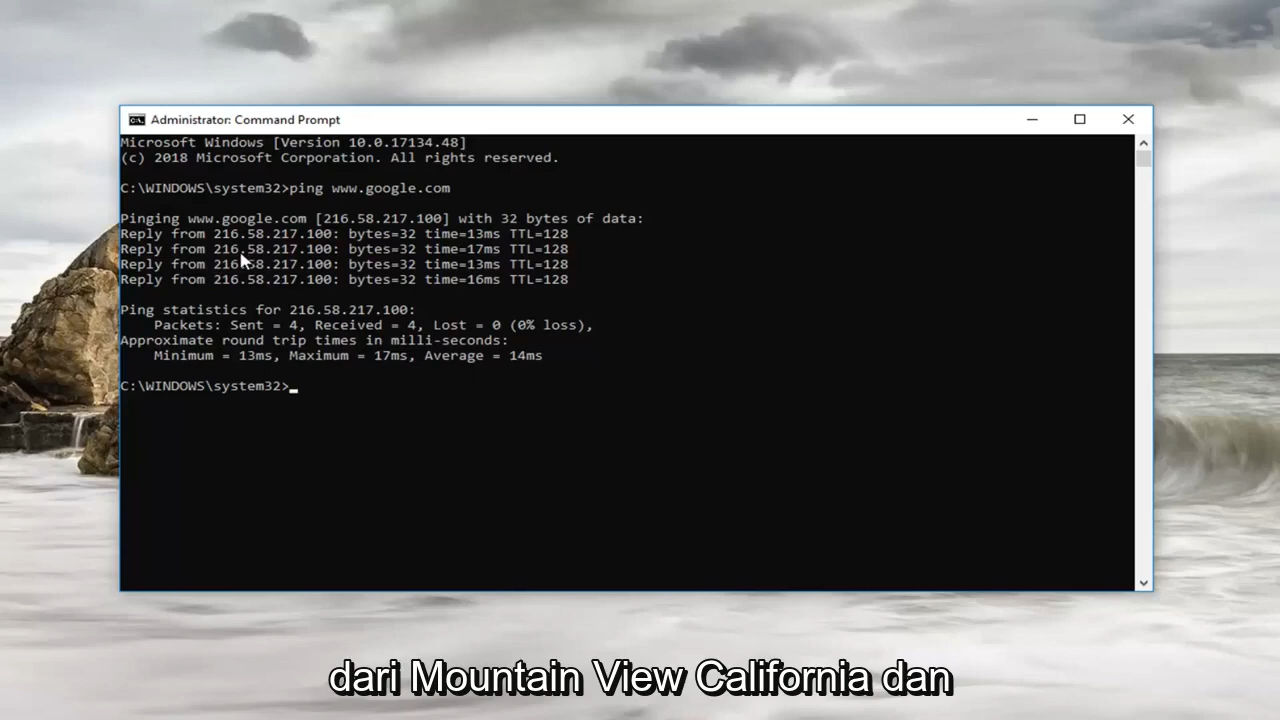 Administrator: Command Prompt
Microsoft Windows [Version 10.0.17134.48]
(c) 2018 Microsoft Corporation. All rights reserved.
C:\WINDOWS\system32>ping www.google.com
Pinging www.google.com [216.58.217.100] with 32 bytes of data:
Reply from 216.58.217.100: bytes=32 time=13ms TTL=128
Reply from 216.58.217.100: bytes=32 time=17ms TTL=128
Reply from 216.58.217.100: bytes=32 time=13ms TTL=128
Reply from 216.58.217.100: bytes=32 time=16ms TTL=128
Ping statistics for 216.58.217.100:
Packets: Sent = 4, Received = 4, Lost = 0 (0% loss),
Approximate round trip times in milli-seconds:
Minimum = 13ms, Maximum = 17ms, Average = 14ms
C:\WINDOWS\system32>
dari Mountain View California dan